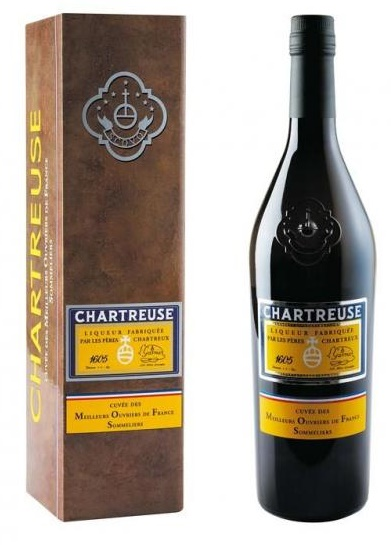 CHARTREUSE
CUVÉE DES MEILLEURS OUVRIERS DE FRANCE
SOMMELIERS
CHARTREUSE
LIQUEUR FABRIQUÉE
PAR LES PÈRES CHARTREUX
1605
CUVÉE DES
MEILLEURS OUVRIERS DE FRANCE
SOMMELIERS
CHARTREUSE
LIQUEUR FABRIQUÉE
PAR LES PÈRES CHARTREUX
1605
CUVÉE DES
MEILLEURS OUVRIERS DE FRANCE
SOMMELIERS